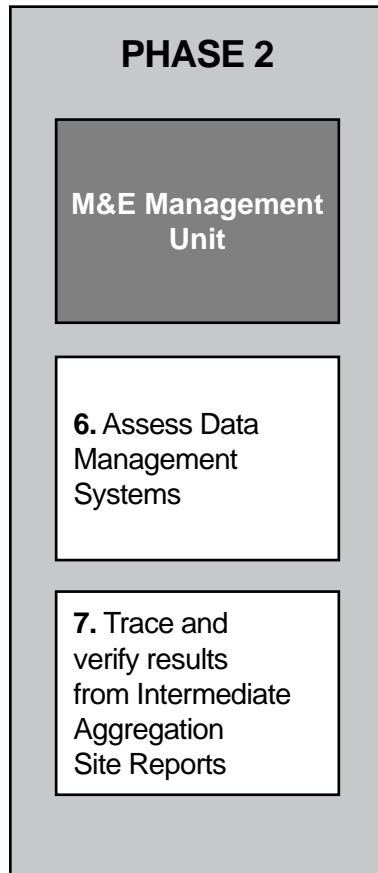 PHASE 2
M&E Management
Unit
6. Assess Data
Management
Systems
7. Trace and
verify results
from Intermediate
Aggregation
Site Reports